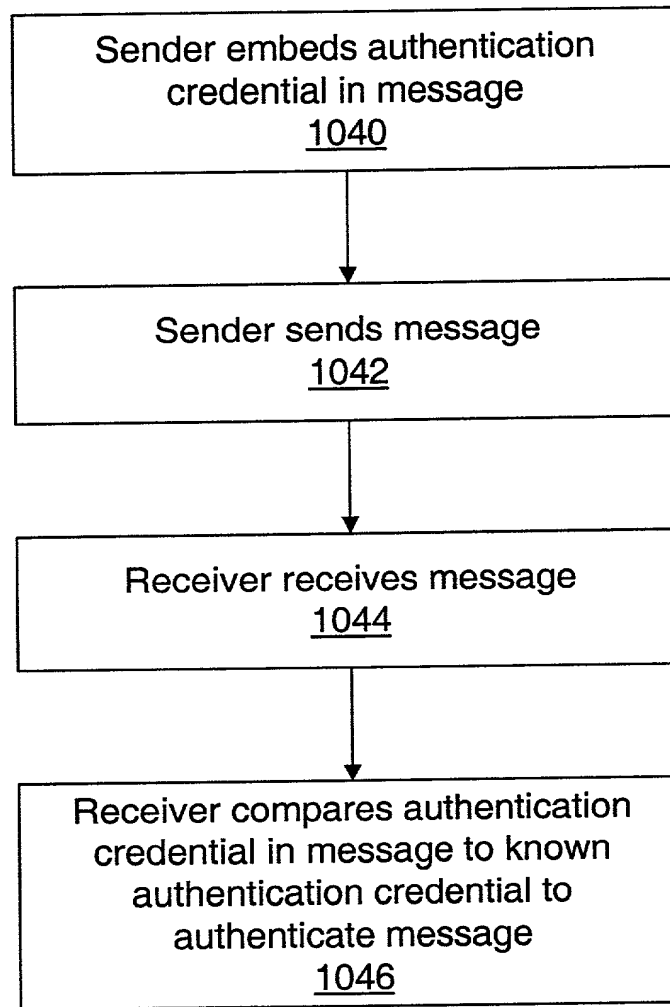 Sender embeds authentication
credential in message
1040
Sender sends message
1042
Receiver receives message
1044
Receiver compares authentication
credential in message to known
authentication credential to
authenticate message
1046